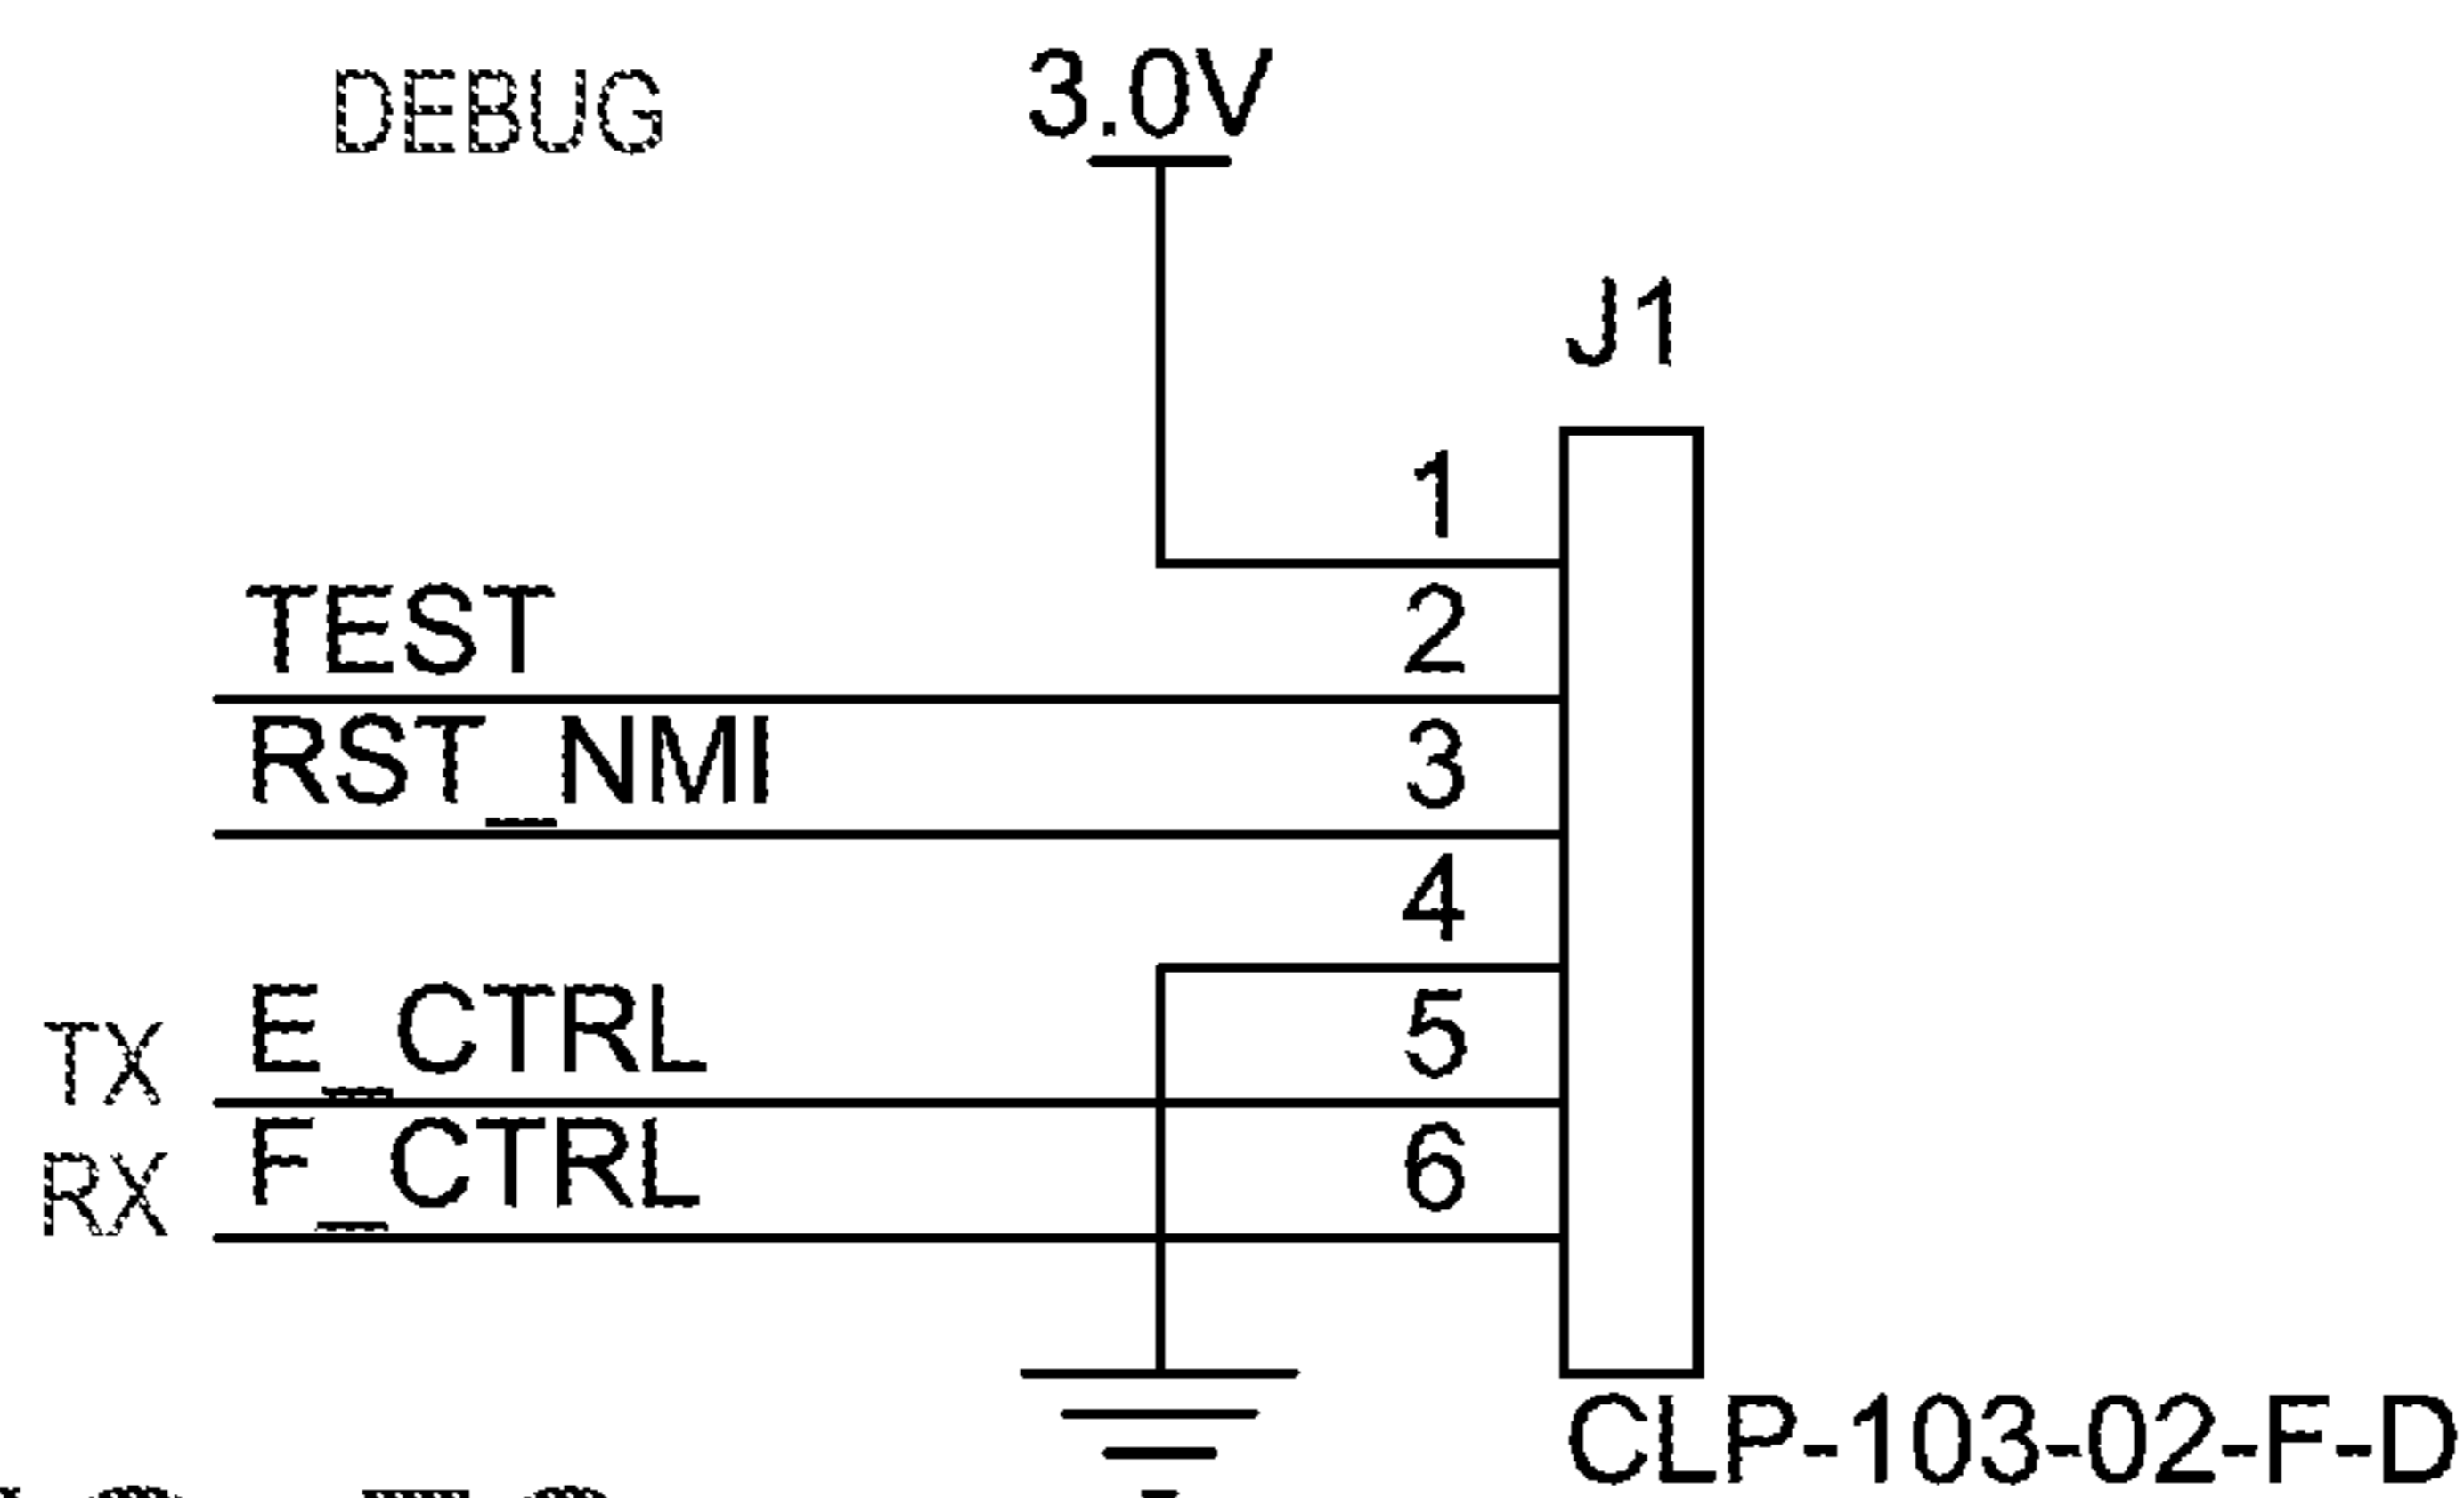 DEBUG
3.0V
J1
1
TEST 2
RST_NMI 3
4
TX E_CTRL 5
RX F_CTRL 6
CLP-103-02-F-D